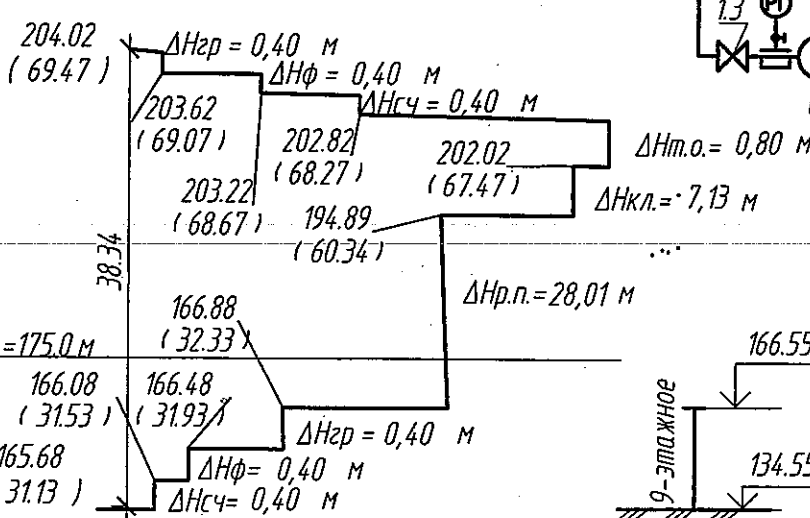 204.02
( 69.47 )
ΔHгр = 0,40 м
ΔHф = 0,40 м
ΔHсч = 0,40 м
1.3
PI
203.62
( 69.07 )
202.82
( 68.27 )
202.02
( 67.47 )
ΔHт.о.= 0,80 м
203.22
( 68.67 )
194.89
( 60.34 )
ΔHкл.= 7,13 м
38.34
ΔHр.п.=28,01 м
166.88
( 32.33 )
=175.0 м
166.55
166.08
( 31.53 )
166.48
( 31.93 )
ΔHгр = 0,40 м
9-этажное
165.68
31.13 )
ΔHф= 0,40 м
134.55
ΔHсч= 0,40 м